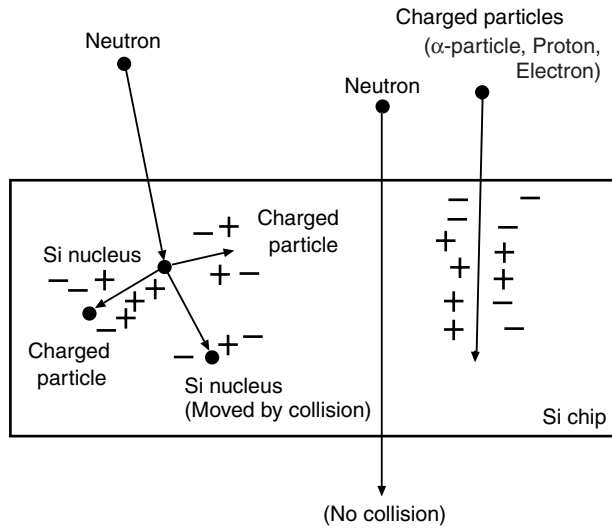 Charged particles
(α-particle, Proton,
Electron)
Neutron
Neutron
Charged
particle
Si nucleus
Charged
particle
Si nucleus
(Moved by collision)
Si chip
(No collision)